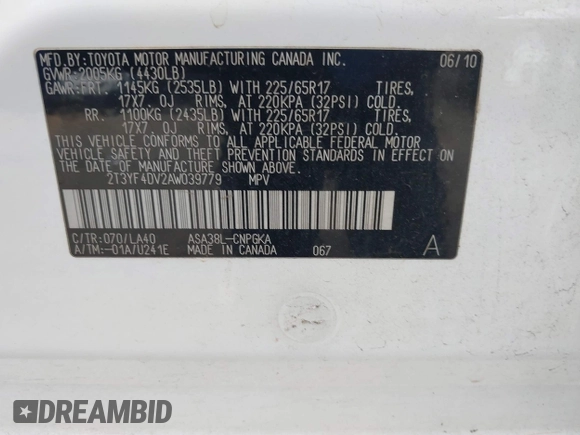 MFD.BY:TOYOTA MOTOR MANUFACTURING CANADA INC. 06/10
GVWR:2005KG (4430LB)
GAWR:FRT. 1145KG (2535LB) WITH 225/65R17 TIRES,
17X7. 0J RIMS, AT 220KPA (32PSI) COLD.
RR. 1100KG (2435LB) WITH 225/65R17 TIRES,
17X7. 0J RIMS, AT 220KPA (32PSI) COLD.
THIS VEHICLE CONFORMS TO ALL APPLICABLE FEDERAL MOTOR
VEHICLE SAFETY AND THEFT PREVENTION STANDARDS IN EFFECT ON
THE DATE OF MANUFACTURE SHOWN ABOVE.
2T3YF4DV2AW039779 MPV
C/TR:070/LA40 ASA38L-CNPGKA
A/TM:-01A/U241E MADE IN CANADA 067 A
DREAMBID